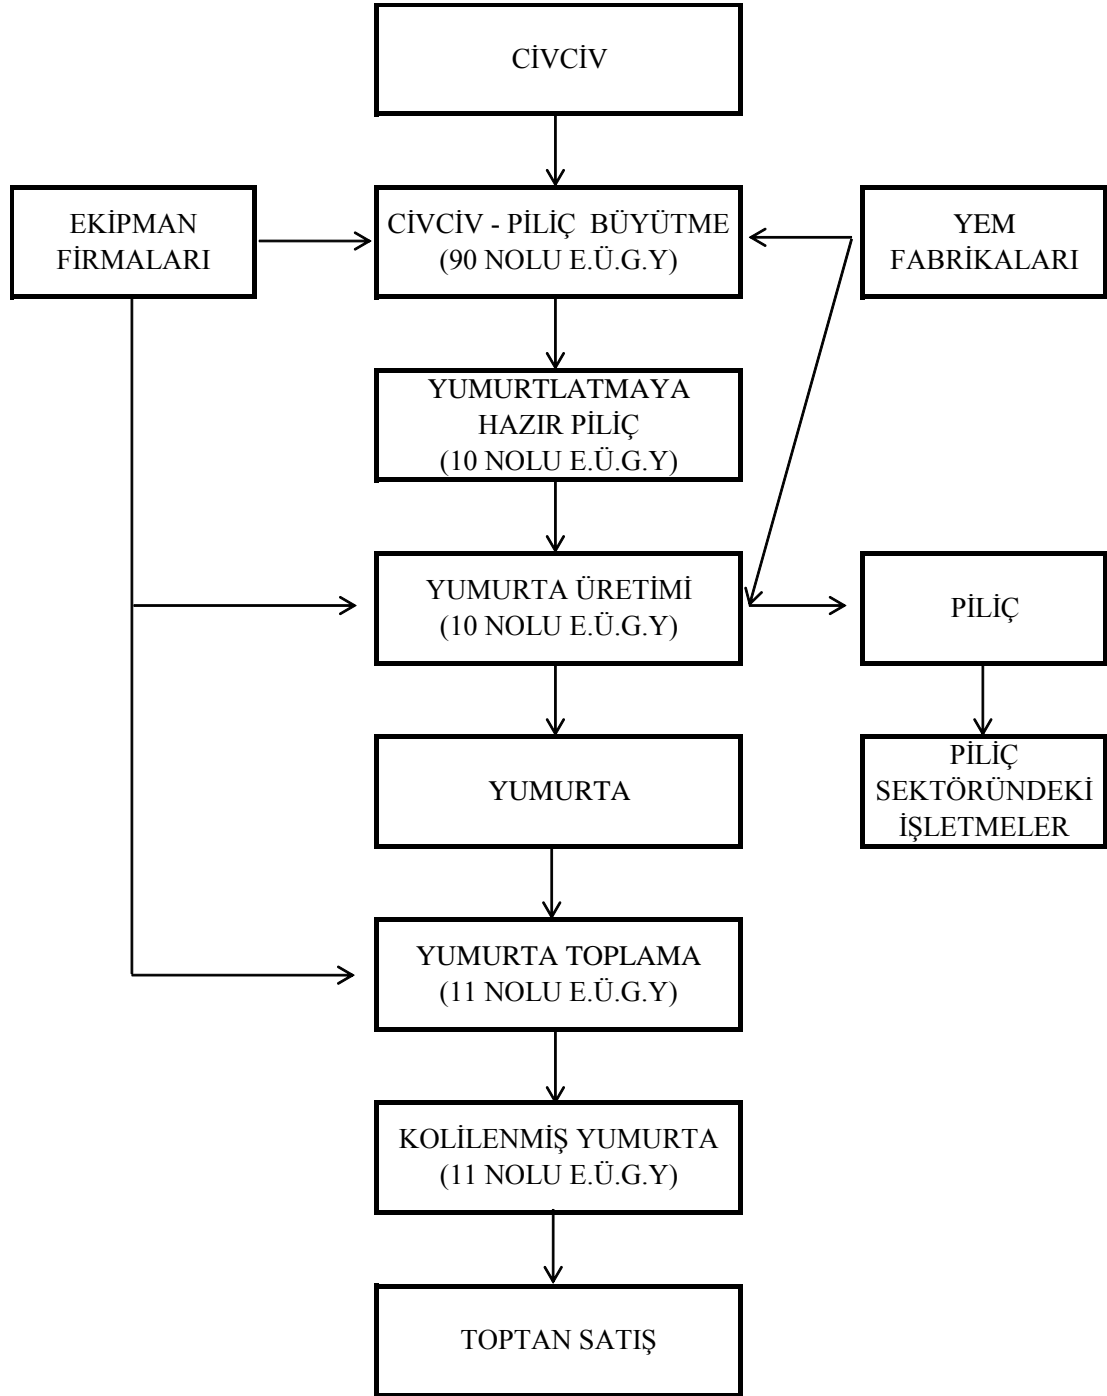 CİVCİV
EKİPMAN
FİRMALARI
CİVCİV - PİLİÇ BÜYÜTME
(90 NOLU E.Ü.G.Y)
YEM
FABRİKALARI
YUMURTLATMAYA
HAZIR PİLİÇ
(10 NOLU E.Ü.G.Y)
YUMURTA ÜRETİMİ
(10 NOLU E.Ü.G.Y)
PİLİÇ
YUMURTA
PİLİÇ
SEKTÖRÜNDEKİ
İŞLETMELER
YUMURTA TOPLAMA
(11 NOLU E.Ü.G.Y)
KOLİLENMİŞ YUMURTA
(11 NOLU E.Ü.G.Y)
TOPTAN SATIŞ